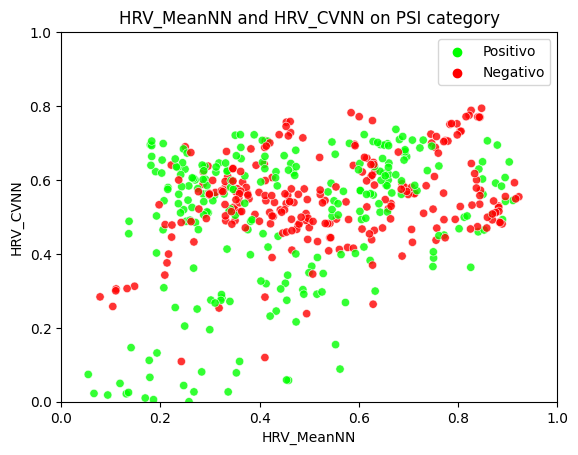 HRV_MeanNN and HRV_CVNN on PSI category
Positivo
Negativo
HRV_CVNN
1.0
0.8
0.6
0.4
0.2
0.0
0.0 0.2 0.4 0.6 0.8 1.0
HRV_MeanNN